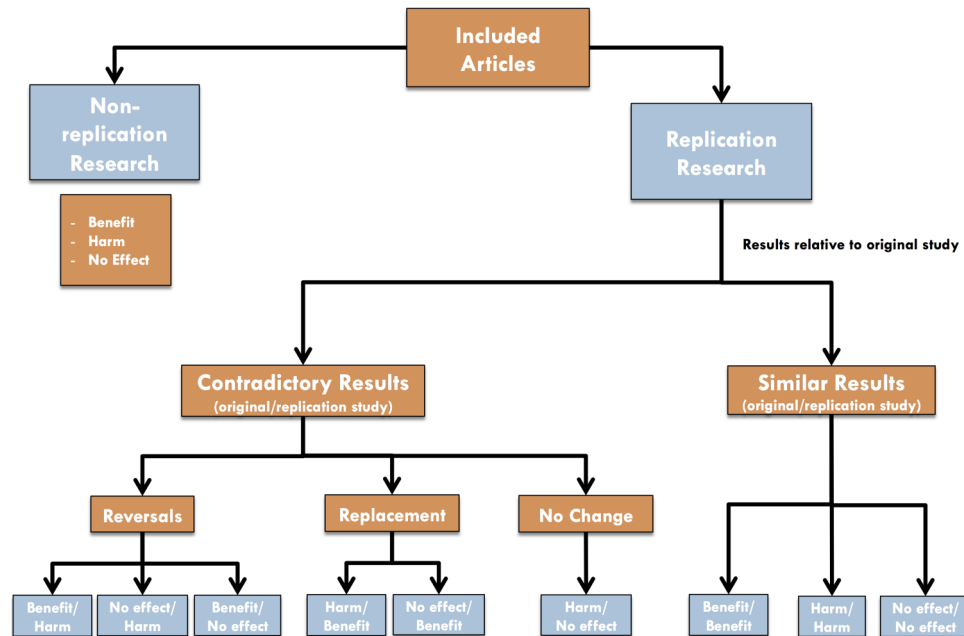 Included
Articles
Non-
replication
Research
Replication
Research
- Benefit
- Harm
- No Effect
Results relative to original study
Contradictory Results
(original/replication study)
Similar Results
(original/replication study)
Reversals
Replacement
No Change
Benefit/
Harm
No effect/
Harm
Benefit/
No effect
Harm/
Benefit
No effect/
Benefit
Harm/
No effect
Benefit/
Benefit
Harm/
Harm
No effect/
No effect